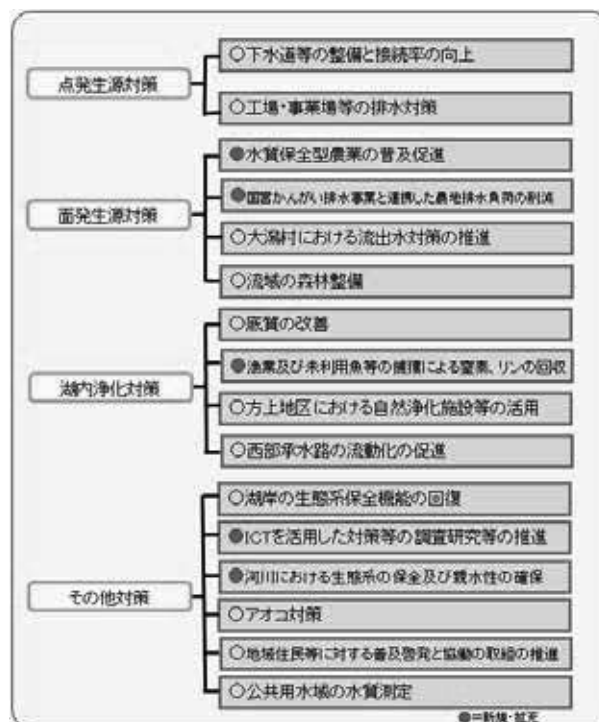 点発生源対策
○下水道等の整備と接続率の向上
○工場・事業場等の排水対策
面発生源対策
●水質保全型農業の普及促進
●国営かんがい排水事業と連携した農地排水負荷の削減
○大潟村における流出水対策の推進
○流域の森林整備
湖内浄化対策
○底質の改善
●漁業及び未利用魚等の捕獲による窒素、リンの回収
○方上地区における自然浄化施設等の活用
○西部承水路の流動化の促進
その他対策
○湖岸の生態系保全機能の回復
●ICTを活用した対策等の調査研究等の推進
●河川における生態系の保全及び親水性の確保
○アオコ対策
○地域住民等に対する普及啓発と協働の取組の推進
○公共用水域の水質測定
●=新規・拡充